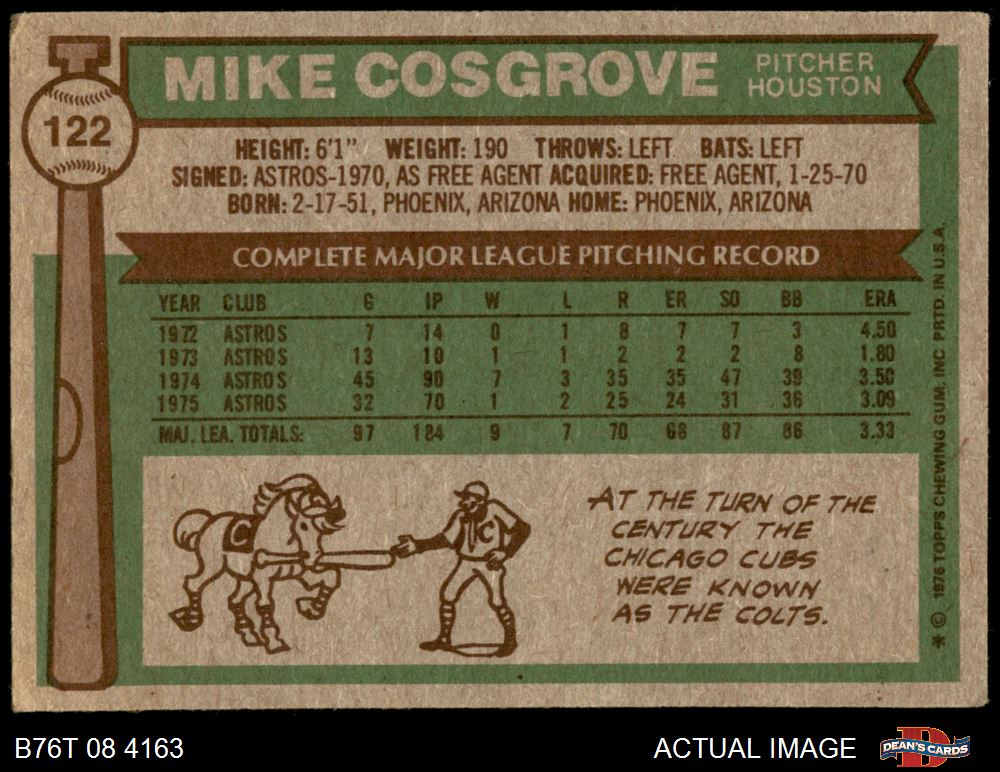 122
MIKE COSGROVE PITCHER
HOUSTON
HEIGHT: 6'1" WEIGHT: 190 THROWS: LEFT BATS: LEFT
SIGNED: ASTROS-1970, AS FREE AGENT ACQUIRED: FREE AGENT, 1-25-70
BORN: 2-17-51, PHOENIX, ARIZONA HOME: PHOENIX, ARIZONA
COMPLETE MAJOR LEAGUE PITCHING RECORD
YEAR CLUB G IP W L R ER SO BB ERA
1972 ASTROS 7 14 0 1 8 7 7 3 4.50
1973 ASTROS 13 10 1 1 2 2 2 8 1.80
1974 ASTROS 45 90 7 3 35 35 47 39 3.50
1975 ASTROS 32 70 1 2 25 24 31 36 3.09
MAJ. LEA. TOTALS: 97 184 9 7 70 68 87 86 3.33
C
C
AT THE TURN OF THE
CENTURY THE
CHICAGO CUBS
WERE KNOWN
AS THE COLTS.
* © 1976 TOPPS CHEWING GUM, INC PRTD. IN U.S.A.
B76T 08 4163 ACTUAL IMAGE D DEAN'S CARDS